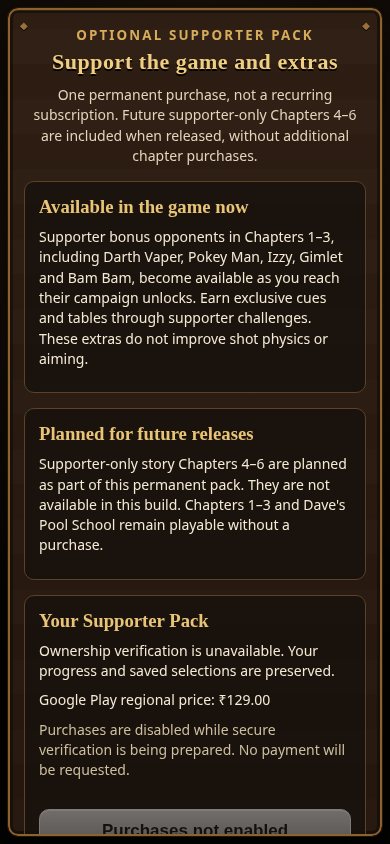 OPTIONAL SUPPORTER PACK
Support the game and extras
One permanent purchase, not a recurring
subscription. Future supporter-only Chapters 4–6
are included when released, without additional
chapter purchases.
Available in the game now
Supporter bonus opponents in Chapters 1–3,
including Darth Vaper, Pokey Man, Izzy, Gimlet
and Bam Bam, become available as you reach
their campaign unlocks. Earn exclusive cues
and tables through supporter challenges.
These extras do not improve shot physics or
aiming.
Planned for future releases
Supporter-only story Chapters 4–6 are planned
as part of this permanent pack. They are not
available in this build. Chapters 1–3 and Dave's
Pool School remain playable without a
purchase.
Your Supporter Pack
Ownership verification is unavailable. Your
progress and saved selections are preserved.
Google Play regional price: ₹129.00
Purchases are disabled while secure
verification is being prepared. No payment will
be requested.
Purchases not enabled